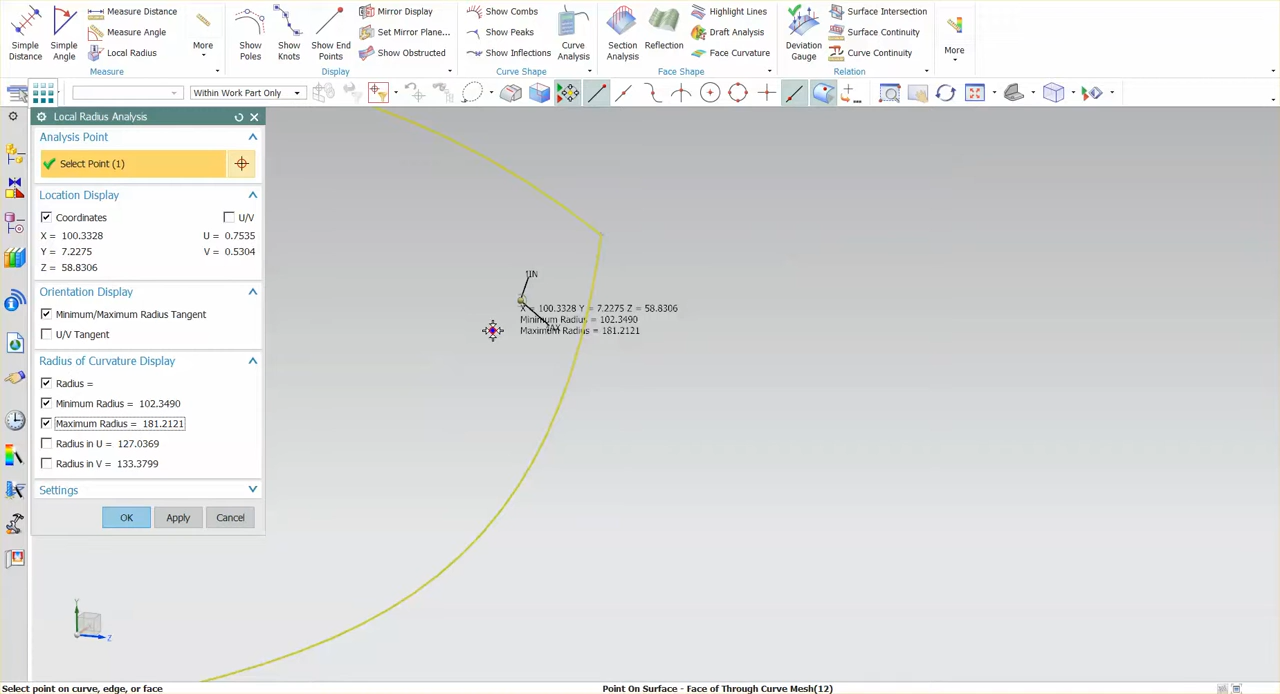 Simple Distance
Simple Angle
Measure Distance
Measure Angle
Local Radius
More
Measure
Show Poles
Show Knots
Show End Points
Mirror Display
Set Mirror Plane...
Show Obstructed
Display
Show Combs
Show Peaks
Show Inflections
Curve Analysis
Curve Shape
Section Analysis
Reflection
Highlight Lines
Draft Analysis
Face Curvature
Face Shape
Deviation Gauge
Surface Intersection
Surface Continuity
Curve Continuity
Relation
More
Within Work Part Only
Local Radius Analysis
Analysis Point
Select Point (1)
Location Display
Coordinates
U/V
X = 100.3328
U = 0.7535
Y = 7.2275
V = 0.5304
Z = 58.8306
Orientation Display
Minimum/Maximum Radius Tangent
U/V Tangent
Radius of Curvature Display
Radius =
Minimum Radius = 102.3490
Maximum Radius = 181.2121
Radius in U = 127.0369
Radius in V = 133.3799
Settings
OK
Apply
Cancel
X = 100.3328 Y = 7.2275 Z = 58.8306
Minimum Radius = 102.3490
Maximum Radius = 181.2121
Y
Z
Select point on curve, edge, or face
Point On Surface - Face of Through Curve Mesh(12)